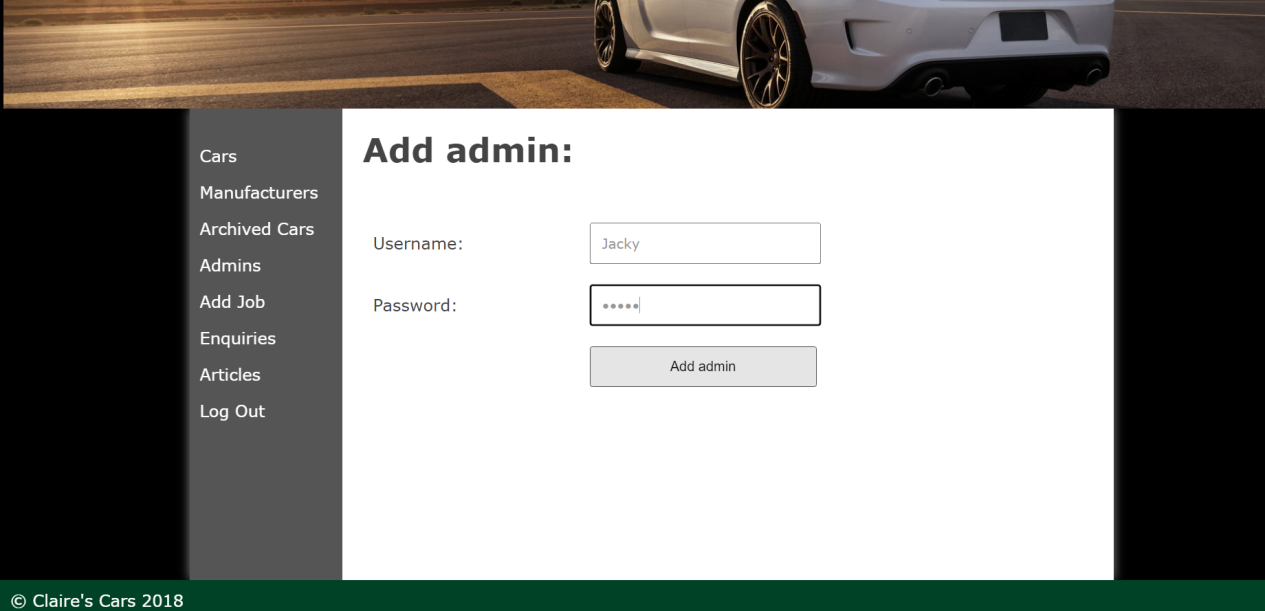 Add admin:
Cars
Manufacturers
Archived Cars
Admins
Add Job
Enquiries
Articles
Log Out
Username: Jacky
Password: •••••
Add admin
© Claire's Cars 2018